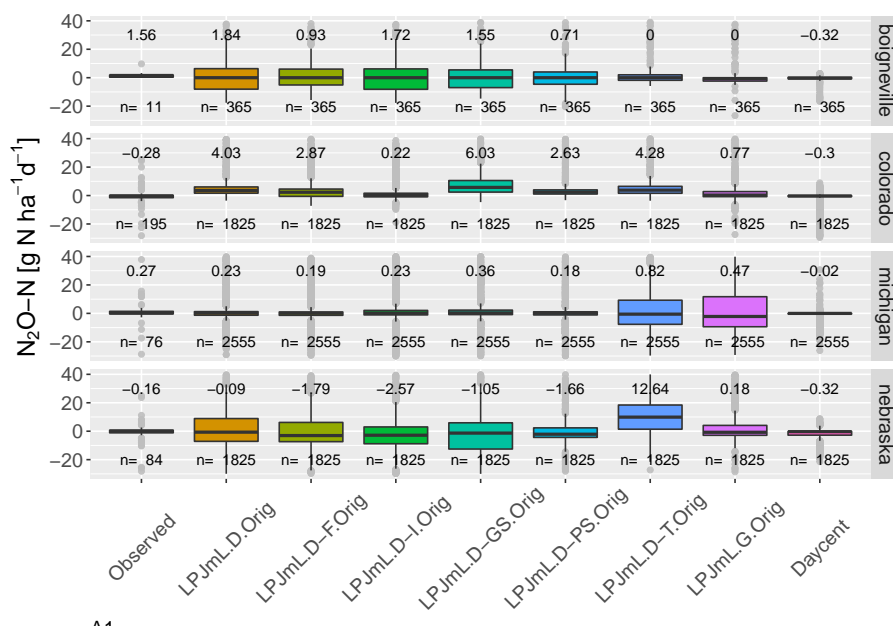 N₂O−N [g N ha⁻¹d⁻¹]
40
20
0
−20
1.56 1.84 0.93 1.72 1.55 0.71 0 0 −0.32
n= 11 n= 365 n= 365 n= 365 n= 365 n= 365 n= 365 n= 365 n= 365
boigneville
40
20
0
−20
−0.28 4.03 2.87 0.22 6.03 2.63 4.28 0.77 −0.3
n= 195 n= 1825 n= 1825 n= 1825 n= 1825 n= 1825 n= 1825 n= 1825 n= 1825
colorado
40
20
0
−20
0.27 0.23 0.19 0.23 0.36 0.18 0.82 0.47 −0.02
n= 76 n= 2555 n= 2555 n= 2555 n= 2555 n= 2555 n= 2555 n= 2555 n= 2555
michigan
40
20
0
−20
−0.16 −0.09 −1.79 −2.57 −1.05 −1.66 12.64 0.18 −0.32
n= 84 n= 1825 n= 1825 n= 1825 n= 1825 n= 1825 n= 1825 n= 1825 n= 1825
nebraska
Observed
LPJmL.D.Orig
LPJmL.D−F.Orig
LPJmL.D−I.Orig
LPJmL.D−GS.Orig
LPJmL.D−PS.Orig
LPJmL.D−T.Orig
LPJmL.G.Orig
Daycent